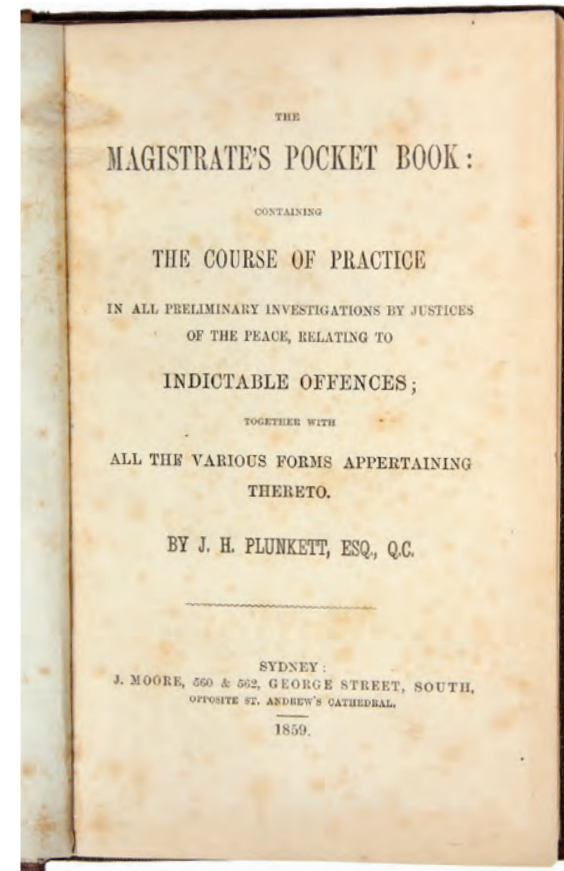 THE
MAGISTRATE'S POCKET BOOK:
CONTAINING
THE COURSE OF PRACTICE
IN ALL PRELIMINARY INVESTIGATIONS BY JUSTICES
OF THE PEACE, RELATING TO
INDICTABLE OFFENCES;
TOGETHER WITH
ALL THE VARIOUS FORMS APPERTAINING
THERETO.
BY J. H. PLUNKETT, ESQ., Q.C.
SYDNEY:
J. MOORE, 560 & 562, GEORGE STREET, SOUTH,
OPPOSITE ST. ANDREW'S CATHEDRAL.
1859.